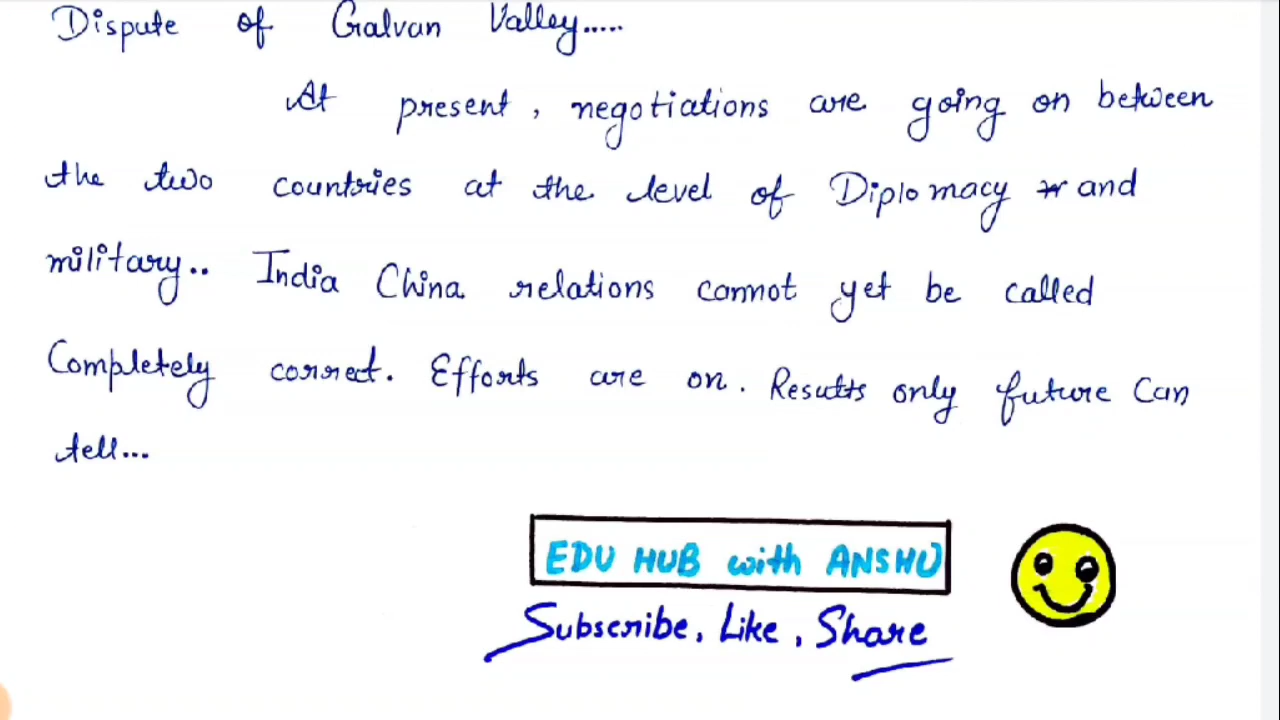 Dispute of Galvan Valley.....
At present, negotiations are going on between
the two countries at the level of Diplomacy and
military.. India China relations cannot yet be called
Completely correct. Efforts are on. Results only future Can
tell...
EDU HUB with ANSHU
Subscribe, Like, Share